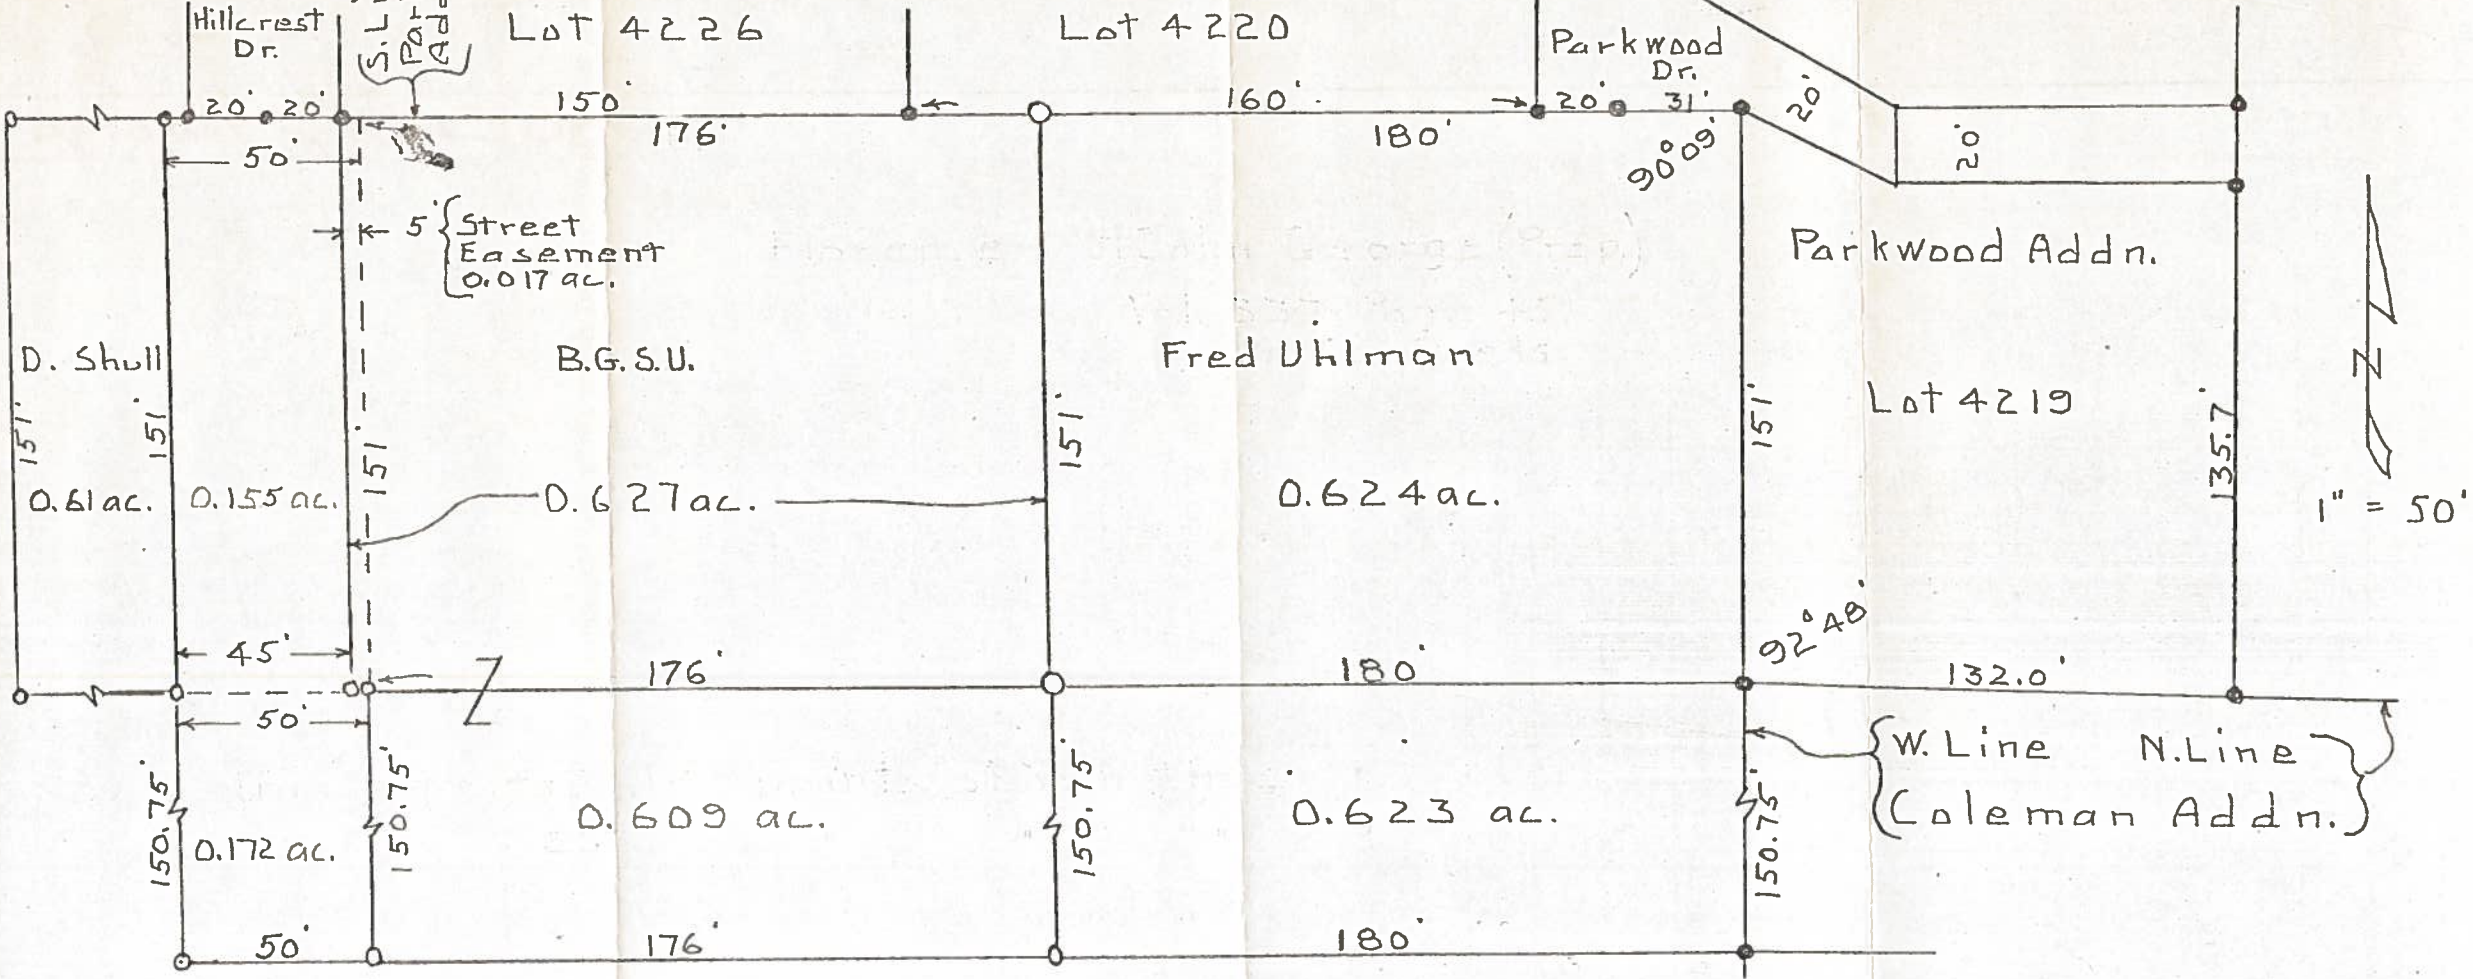 Hillcrest
Dr.
S.L
Par
Add
Lot 4226
Lot 4220
Parkwood
Dr.
20' 20'
150'
160'
20' 31'
20'
50'
176'
180'
90°09'
20'
5' Street
Easement
0.017 ac.
Parkwood Addn.
D. Shull
B.G.S.U.
Fred Uhlman
Lot 4219
N
151'
151'
151'
151'
151'
135.7'
0.61 ac.
0.155 ac.
0.627 ac.
0.624 ac.
1" = 50'
45'
176'
180'
92°48'
132.0'
50'
W. Line N. Line
Coleman Addn.
150.75'
150.75'
150.75'
150.75'
0.172 ac.
0.609 ac.
0.623 ac.
50'
176'
180'